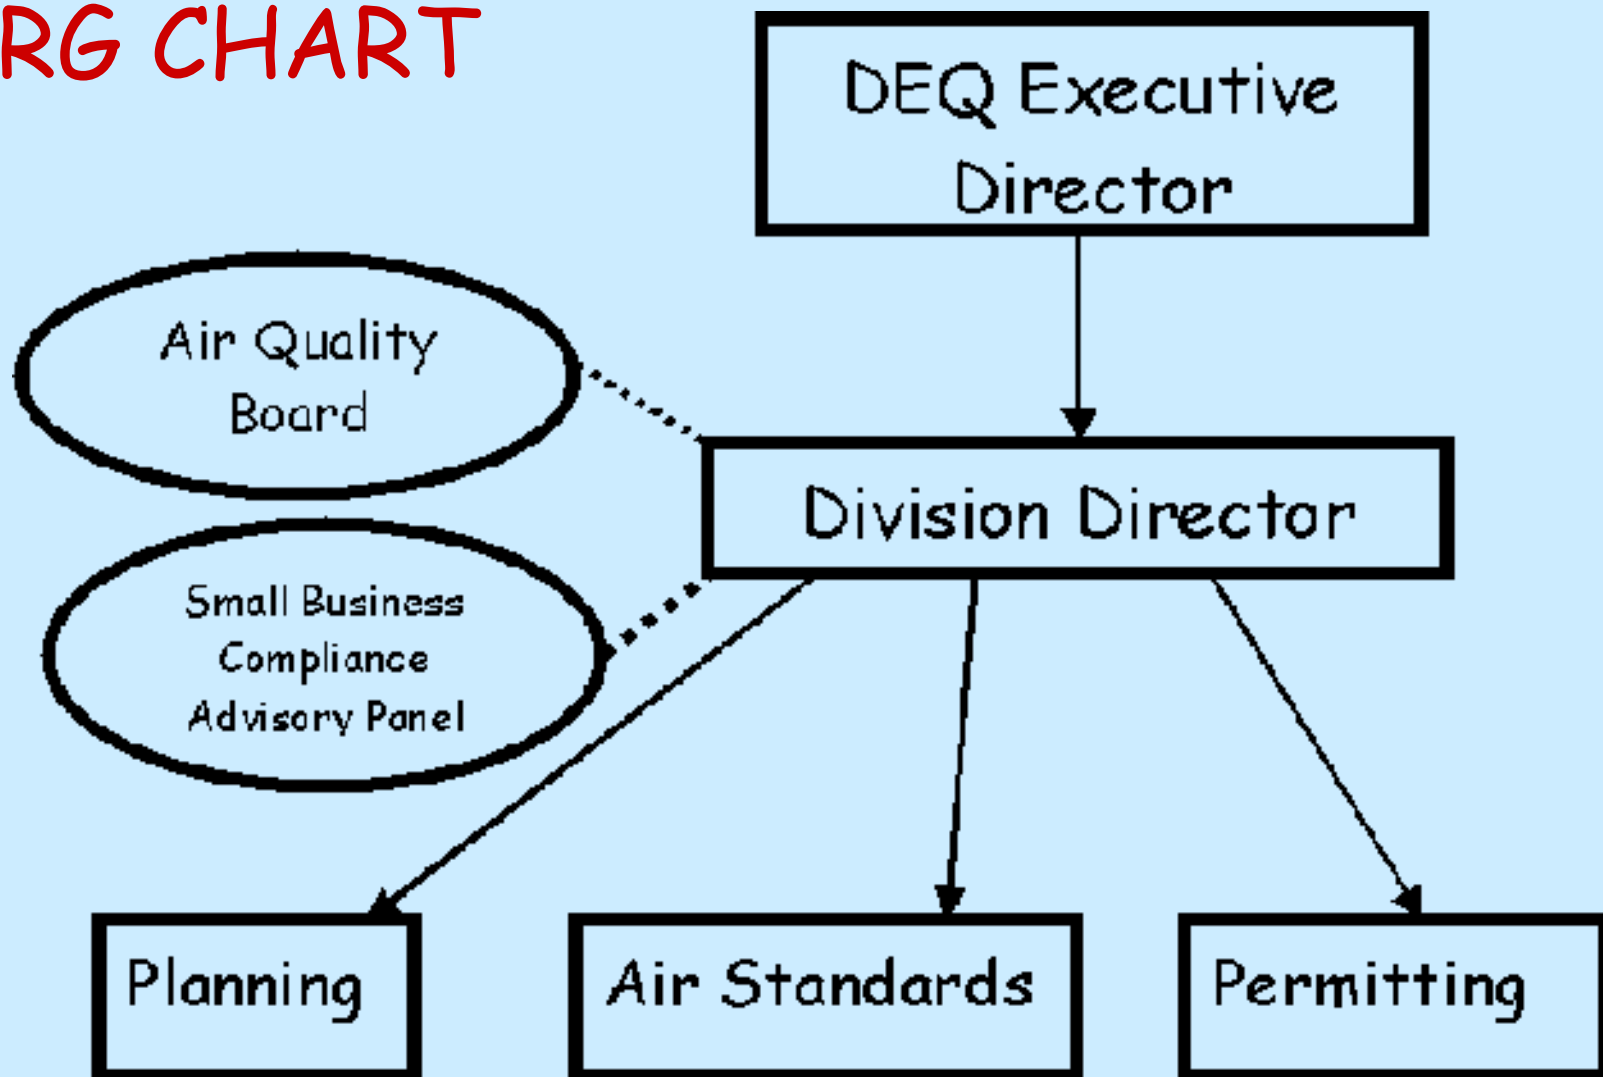 RG CHART
DEQ Executive
Director
Air Quality
Board
Division Director
Small Business
Compliance
Advisory Panel
Planning
Air Standards
Permitting